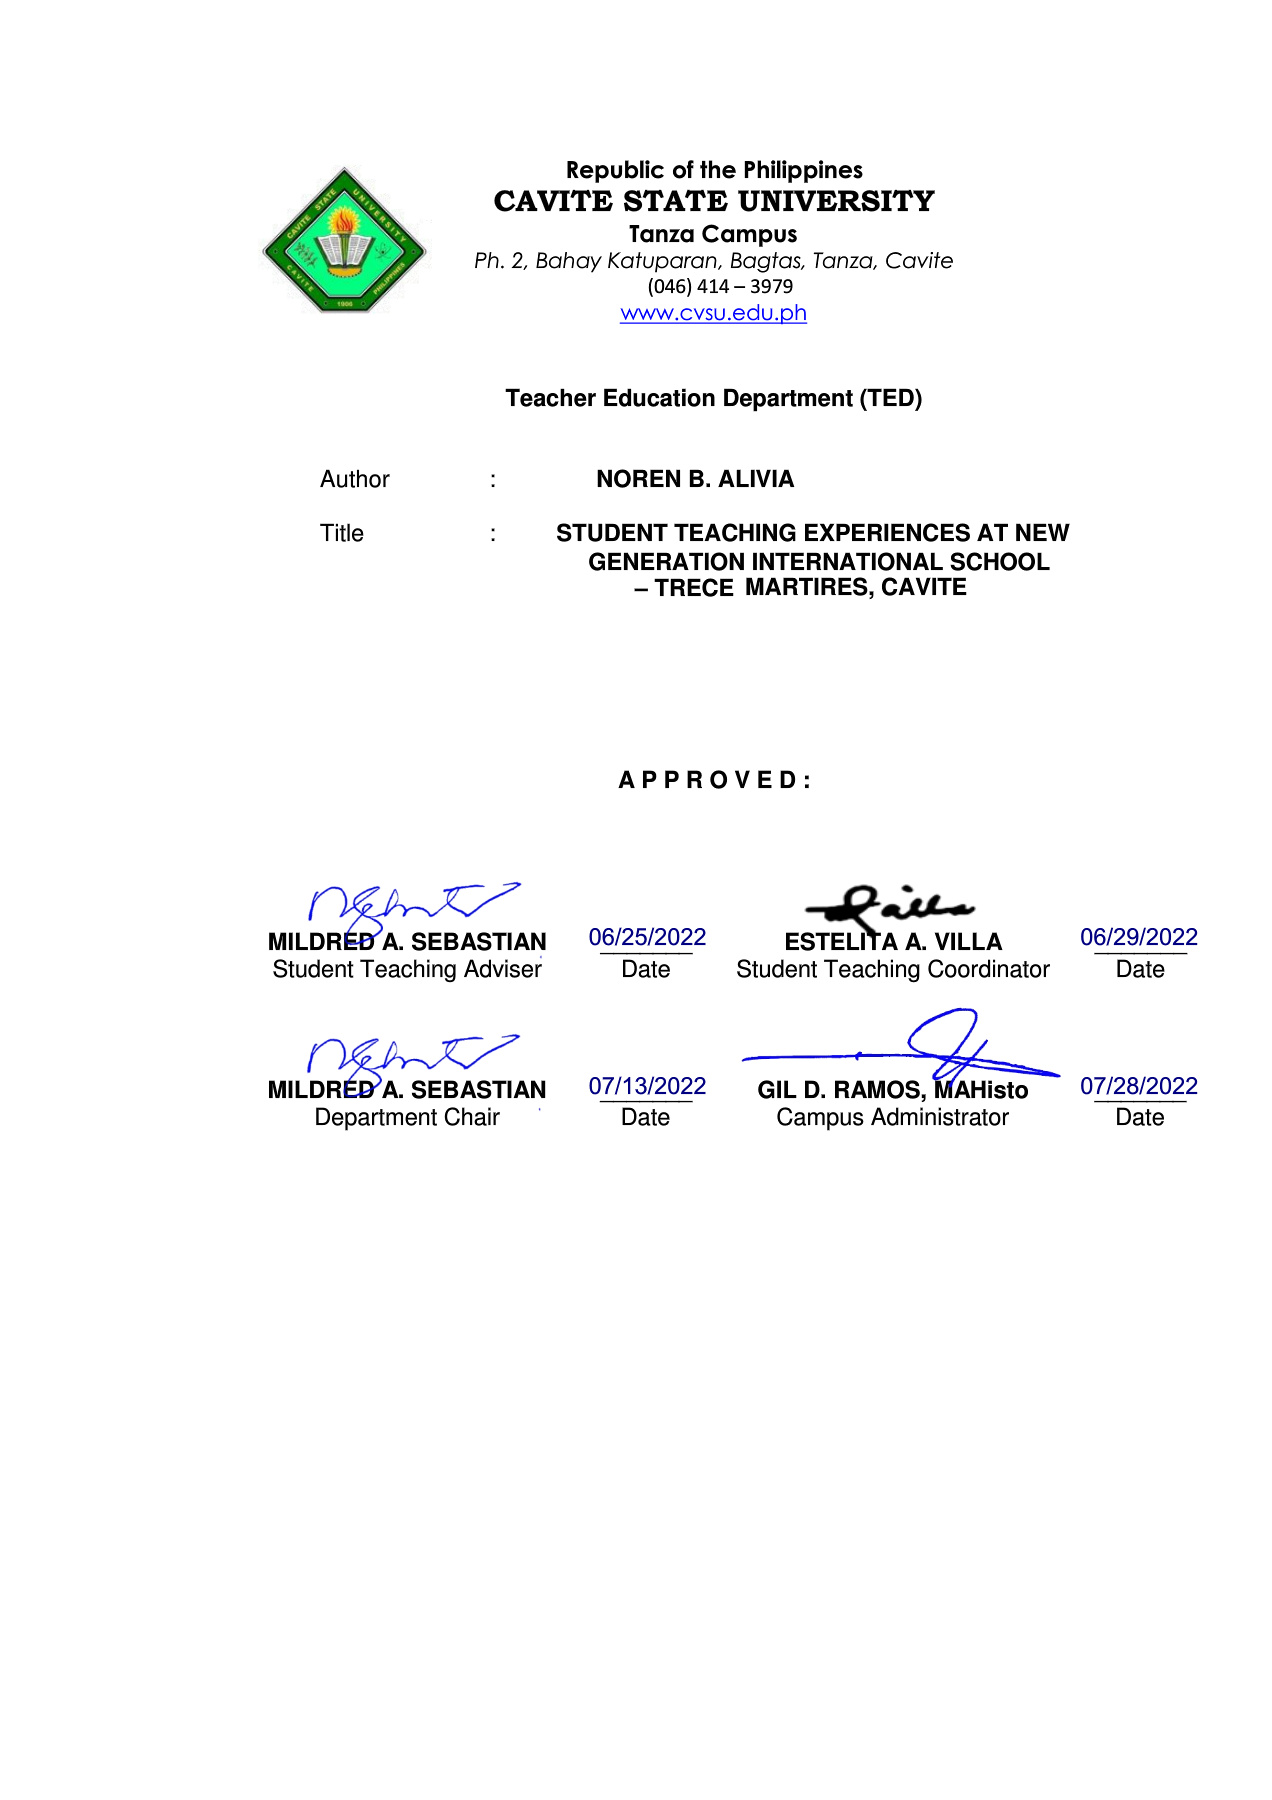 Republic of the Philippines
CAVITE STATE UNIVERSITY
Tanza Campus
Ph. 2, Bahay Katuparan, Bagtas, Tanza, Cavite
(046) 414 – 3979
www.cvsu.edu.ph
CAVITE STATE UNIVERSITY
CAVITE PHILIPPINES
1906
Teacher Education Department (TED)
Author : NOREN B. ALIVIA
Title : STUDENT TEACHING EXPERIENCES AT NEW
GENERATION INTERNATIONAL SCHOOL
– TRECE MARTIRES, CAVITE
A P P R O V E D :
MILDRED A. SEBASTIAN 06/25/2022 ESTELITA A. VILLA 06/29/2022
Student Teaching Adviser Date Student Teaching Coordinator Date
MILDRED A. SEBASTIAN 07/13/2022 GIL D. RAMOS, MAHisto 07/28/2022
Department Chair Date Campus Administrator Date